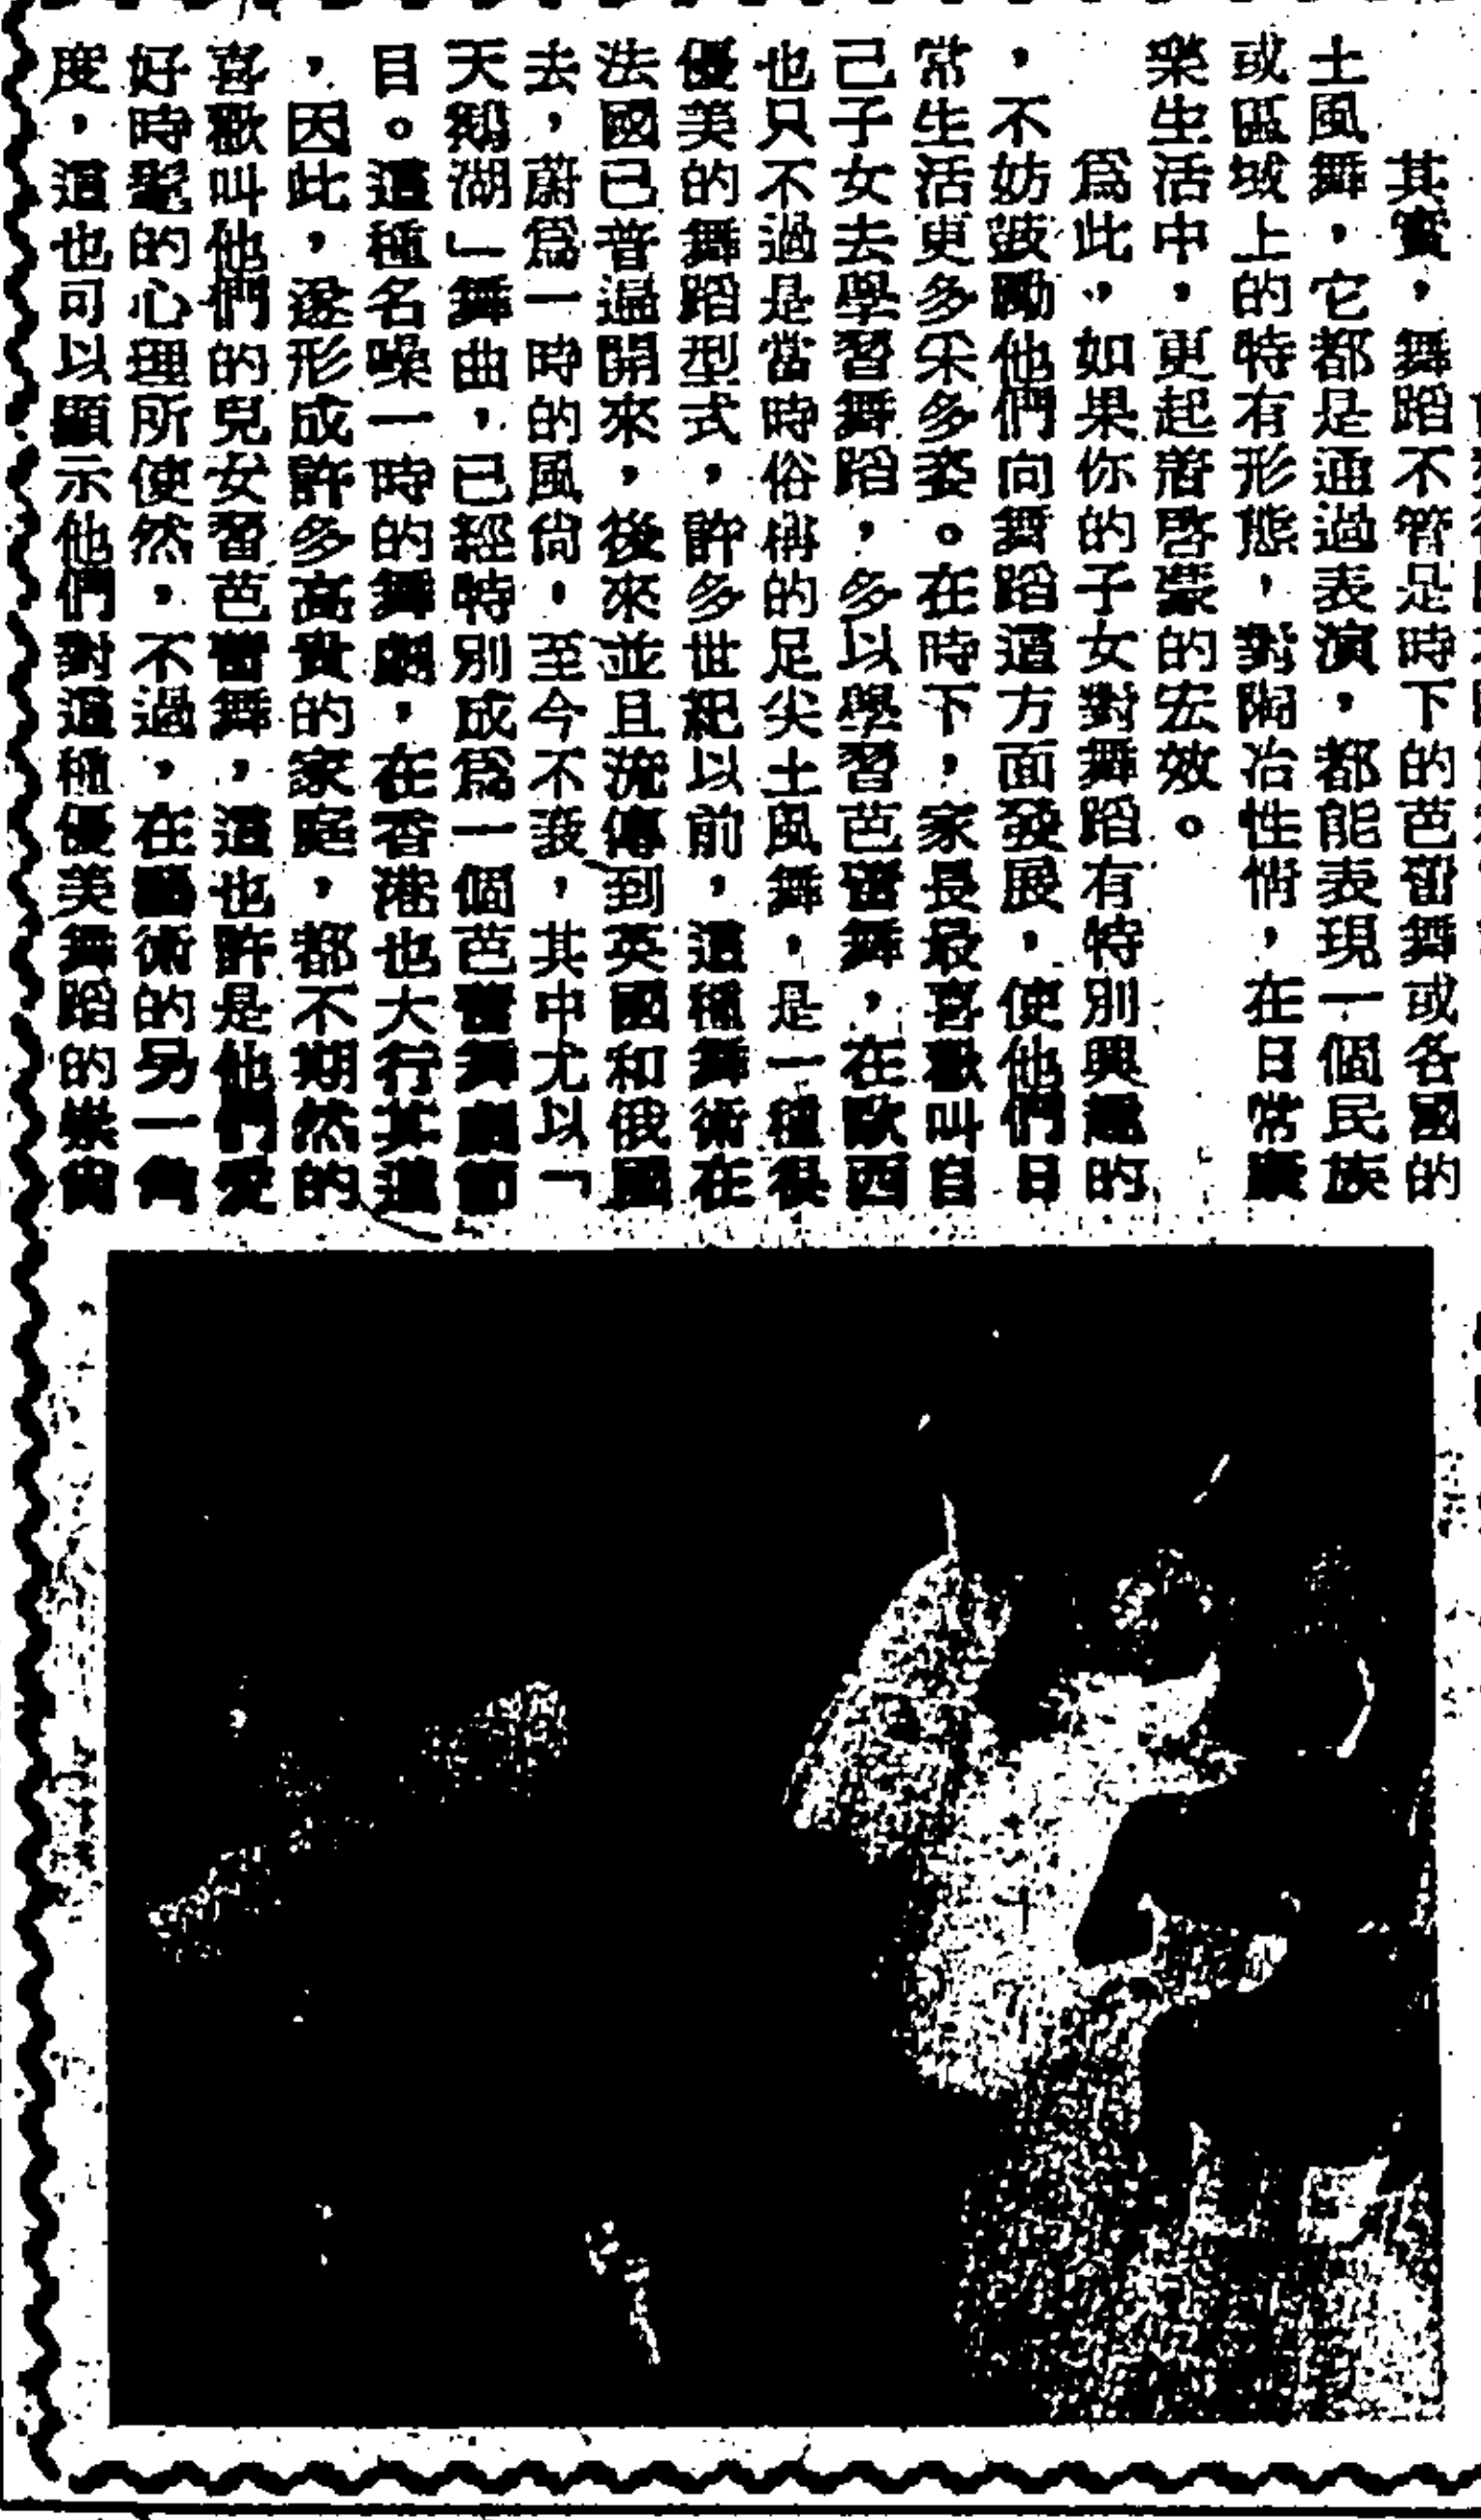 其實，舞蹈不管是時下的芭蕾舞或各國的
土風舞，它都是通過表演，都能表現一個民族
或區域上的特有形態，對陶冶性情，在日常康
樂生活中，更起着啓蒙的宏效。
爲此，如果你的子女對舞蹈有特別興趣的
，不妨鼓勵他們向舞蹈這方面發展，使他們日
常生活更多采多姿。在時下，家長最喜歡叫自
己子女去學習舞蹈，多以學習芭蕾舞，在歐西
也只不過是當時俗稱的足尖土風舞，是一種很
優美的舞蹈型式，許多世紀以前，這種舞術在
法國已普遍開來，後來並且流傳到英國和俄國
去，蔚爲一時的風尙，至今不衰，其中尤以「
天鵝湖」舞曲，已經特別成爲一個芭蕾舞劇節
目。這種名噪一時的舞劇，在香港也大行其道
，因此，遂形成許多高貴的家庭，都不期然的
喜歡叫他們的兒女習芭蕾舞，這也許是他們愛
好時髦的心理所使然，不過，在藝術的另一角
度，這也可以顯示他們對這種優美舞蹈的崇尙